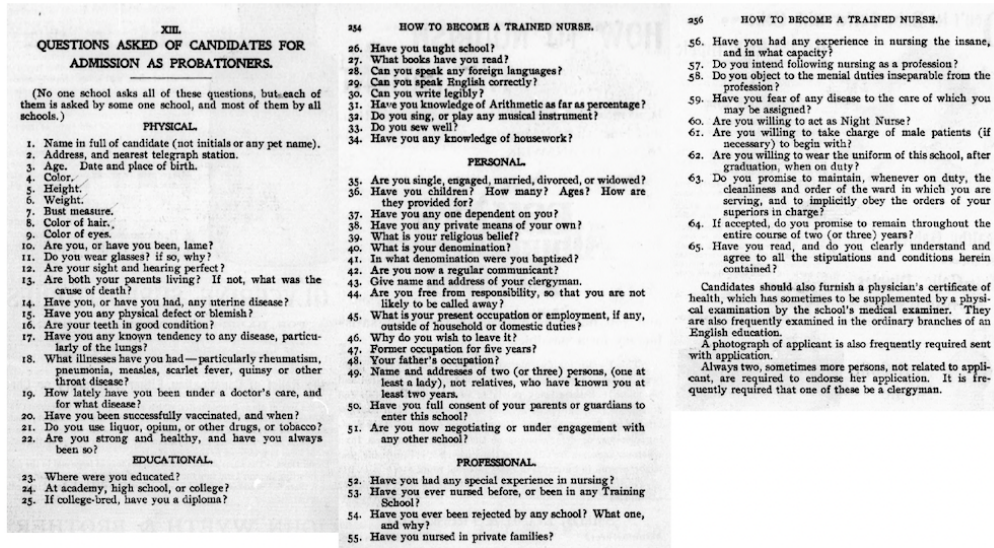 XIII.
QUESTIONS ASKED OF CANDIDATES FOR
ADMISSION AS PROBATIONERS.
(No one school asks all of these questions, but each of
them is asked by some one school, and most of them by all
schools.)
PHYSICAL.
1. Name in full of candidate (not initials or any pet name).
2. Address, and nearest telegraph station.
3. Age. Date and place of birth.
4. Color.
5. Height.
6. Weight.
7. Bust measure.
8. Color of hair.
9. Color of eyes.
10. Are you, or have you been, lame?
11. Do you wear glasses? if so, why?
12. Are your sight and hearing perfect?
13. Are both your parents living? If not, what was the
cause of death?
14. Have you, or have you had, any uterine disease?
15. Have you any physical defect or blemish?
16. Are your teeth in good condition?
17. Have you any known tendency to any disease, particu-
larly of the lungs?
18. What illnesses have you had—particularly rheumatism,
pneumonia, measles, scarlet fever, quinsy or other
throat disease?
19. How lately have you been under a doctor's care, and
for what disease?
20. Have you been successfully vaccinated, and when?
21. Do you use liquor, opium, or other drugs, or tobacco?
22. Are you strong and healthy, and have you always
been so?
EDUCATIONAL.
23. Where were you educated?
24. At academy, high school, or college?
25. If college-bred, have you a diploma?
254 HOW TO BECOME A TRAINED NURSE.
26. Have you taught school?
27. What books have you read?
28. Can you speak any foreign languages?
29. Can you speak English correctly?
30. Can you write legibly?
31. Have you knowledge of Arithmetic as far as percentage?
32. Do you sing, or play any musical instrument?
33. Do you sew well?
34. Have you any knowledge of housework?
PERSONAL.
35. Are you single, engaged, married, divorced, or widowed?
36. Have you children? How many? Ages? How are
they provided for?
37. Have you any one dependent on you?
38. Have you any private means of your own?
39. What is your religious belief?
40. What is your denomination?
41. In what denomination were you baptized?
42. Are you now a regular communicant?
43. Give name and address of your clergyman.
44. Are you free from responsibility, so that you are not
likely to be called away?
45. What is your present occupation or employment, if any,
outside of household or domestic duties?
46. Why do you wish to leave it?
47. Former occupation for five years?
48. Your father's occupation?
49. Name and addresses of two (or three) persons, (one at
least a lady), not relatives, who have known you at
least two years.
50. Have you full consent of your parents or guardians to
enter this school?
51. Are you now negotiating or under engagement with
any other school?
PROFESSIONAL.
52. Have you had any special experience in nursing?
53. Have you ever nursed before, or been in any Training
School?
54. Have you ever been rejected by any school? What one,
and why?
55. Have you nursed in private families?
256 HOW TO BECOME A TRAINED NURSE.
56. Have you had any experience in nursing the insane,
and in what capacity?
57. Do you intend following nursing as a profession?
58. Do you object to the menial duties inseparable from the
profession?
59. Have you fear of any disease to the care of which you
may be assigned?
60. Are you willing to act as Night Nurse?
61. Are you willing to take charge of male patients (if
necessary) to begin with?
62. Are you willing to wear the uniform of this school, after
graduation, when on duty?
63. Do you promise to maintain, whenever on duty, the
cleanliness and order of the ward in which you are
serving, and to implicitly obey the orders of your
superiors in charge?
64. If accepted, do you promise to remain throughout the
entire course of two (or three) years?
65. Have you read, and do you clearly understand and
agree to all the stipulations and conditions herein
contained?
Candidates should also furnish a physician's certificate of
health, which has sometimes to be supplemented by a physi-
cal examination by the school's medical examiner. They
are also frequently examined in the ordinary branches of an
English education.
A photograph of applicant is also frequently required sent
with application.
Always two, sometimes more persons, not related to appli-
cant, are required to endorse her application. It is fre-
quently required that one of these be a clergyman.